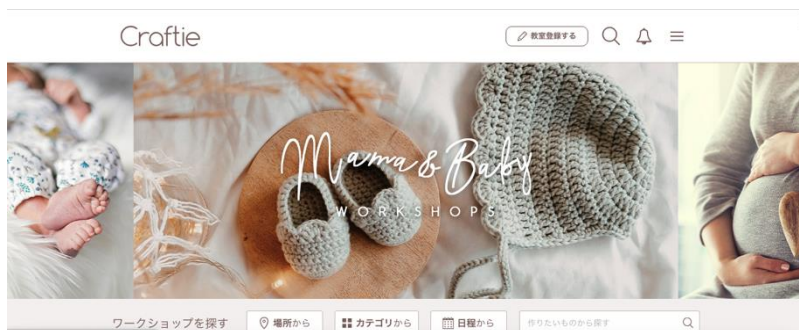 Craftie
教室登録する
Mama & Baby
WORKSHOPS
ワークショップを探す
場所から
カテゴリから
日程から
作りたいものから探す